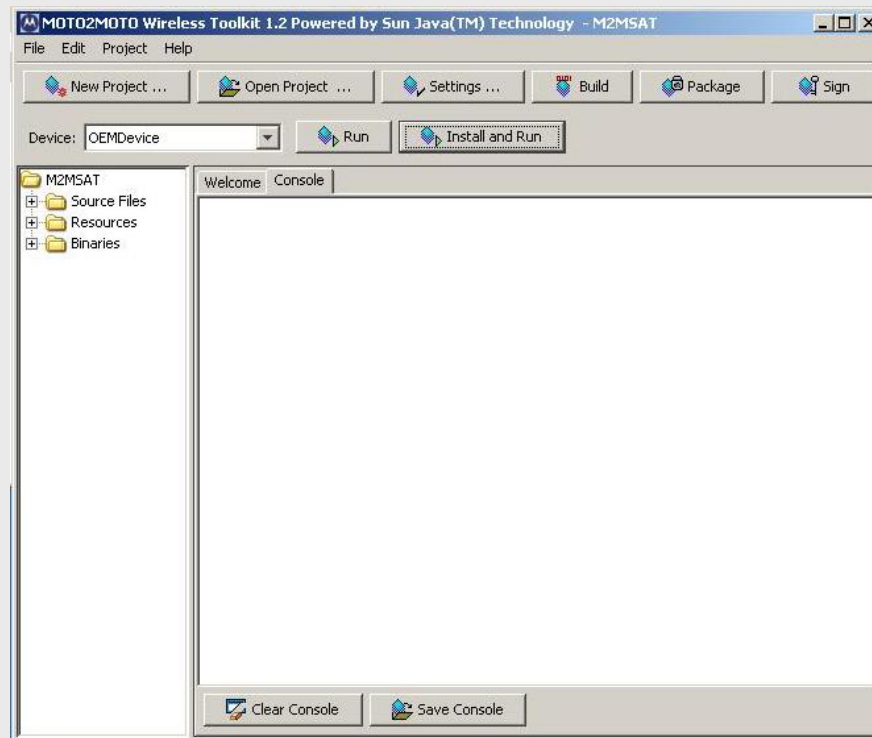 MOTO2MOTO Wireless Toolkit 1.2 Powered by Sun Java(TM) Technology - M2MSAT
File Edit Project Help
New Project ... Open Project ... Settings ... Build Package Sign
Device: OEMDevice Run Install and Run
M2MSAT
Source Files
Resources
Binaries
Welcome Console
Clear Console Save Console